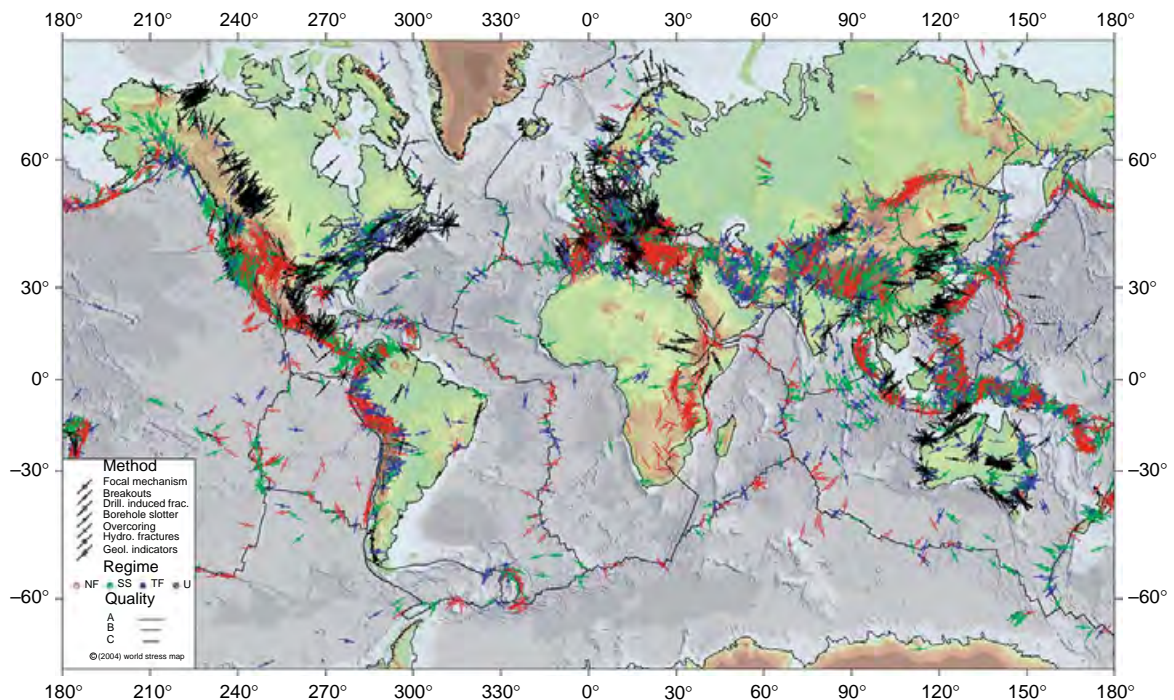 180° 210° 240° 270° 300° 330° 0° 30° 60° 90° 120° 150° 180°
60° 60°
30° 30°
0° 0°
−30° −30°
−60° −60°
Method
Focal mechanism
Breakouts
Drill. induced frac.
Borehole slotter
Overcoring
Hydro. fractures
Geol. indicators
Regime
NF SS TF U
Quality
A
B
C
©(2004) world stress map
180° 210° 240° 270° 300° 330° 0° 30° 60° 90° 120° 150° 180°